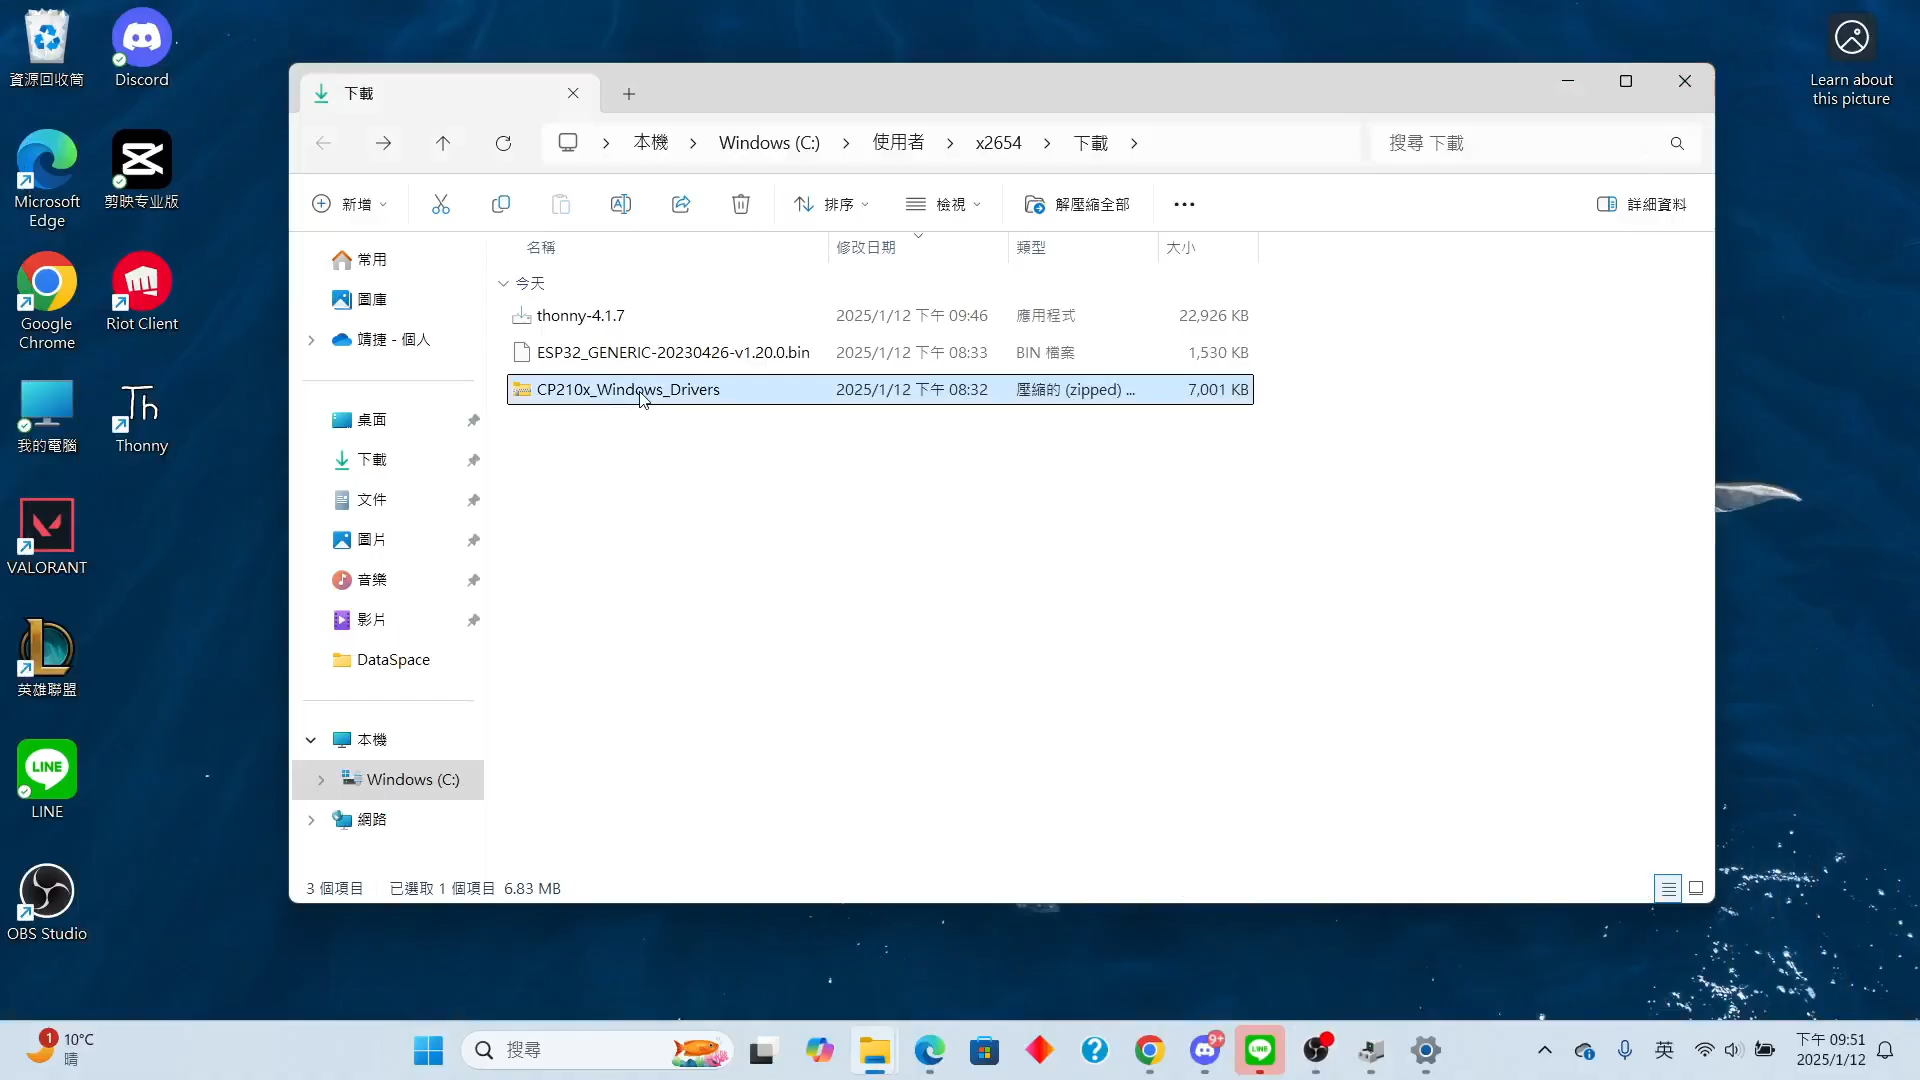 資源回收筒
Discord
Learn about
this picture
Microsoft
Edge
剪映专业版
Google
Chrome
Riot Client
我的電腦
Thonny
VALORANT
英雄聯盟
LINE
LINE
OBS Studio
下載
本機
Windows (C:)
使用者
x2654
下載
搜尋 下載
新增
排序
檢視
解壓縮全部
詳細資料
常用
圖庫
靖捷 - 個人
桌面
下載
文件
圖片
音樂
影片
DataSpace
本機
Windows (C:)
網路
名稱
修改日期
類型
大小
今天
thonny-4.1.7
2025/1/12 下午 09:46
應用程式
22,926 KB
ESP32_GENERIC-20230426-v1.20.0.bin
2025/1/12 下午 08:33
BIN 檔案
1,530 KB
CP210x_Windows_Drivers
2025/1/12 下午 08:32
壓縮的 (zipped) ...
7,001 KB
3 個項目
已選取 1 個項目 6.83 MB
1
10°C
晴
搜尋
9+
LINE
英
下午 09:51
2025/1/12